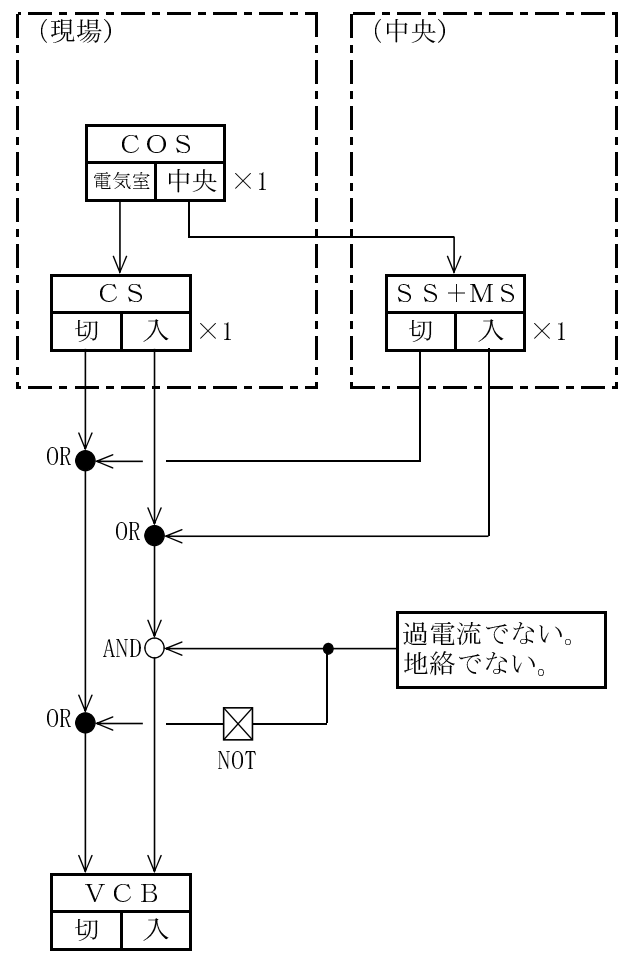 （現場）
（中央）
ＣＯＳ
電気室 中央 ×1
ＣＳ
切 入 ×1
ＳＳ＋ＭＳ
切 入 ×1
OR
OR
AND
過電流でない。
地絡でない。
OR
NOT
ＶＣＢ
切 入